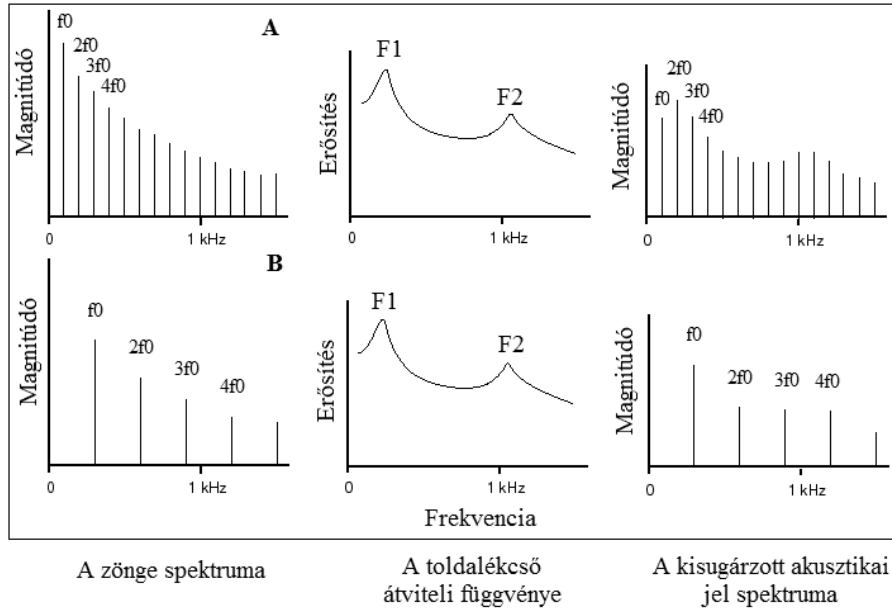 A
f0
2f0
3f0
4f0
Magnitúdó
0
1 kHz
F1
F2
Erősítés
0
1 kHz
f0
2f0
3f0
4f0
Magnitúdó
0
1 kHz
B
f0
2f0
3f0
4f0
Magnitúdó
0
1 kHz
F1
F2
Erősítés
0
1 kHz
f0
2f0
3f0
4f0
Magnitúdó
0
1 kHz
Frekvencia
A zönge spektruma
A toldalékcső
átviteli függvénye
A kisugárzott akusztikai
jel spektruma